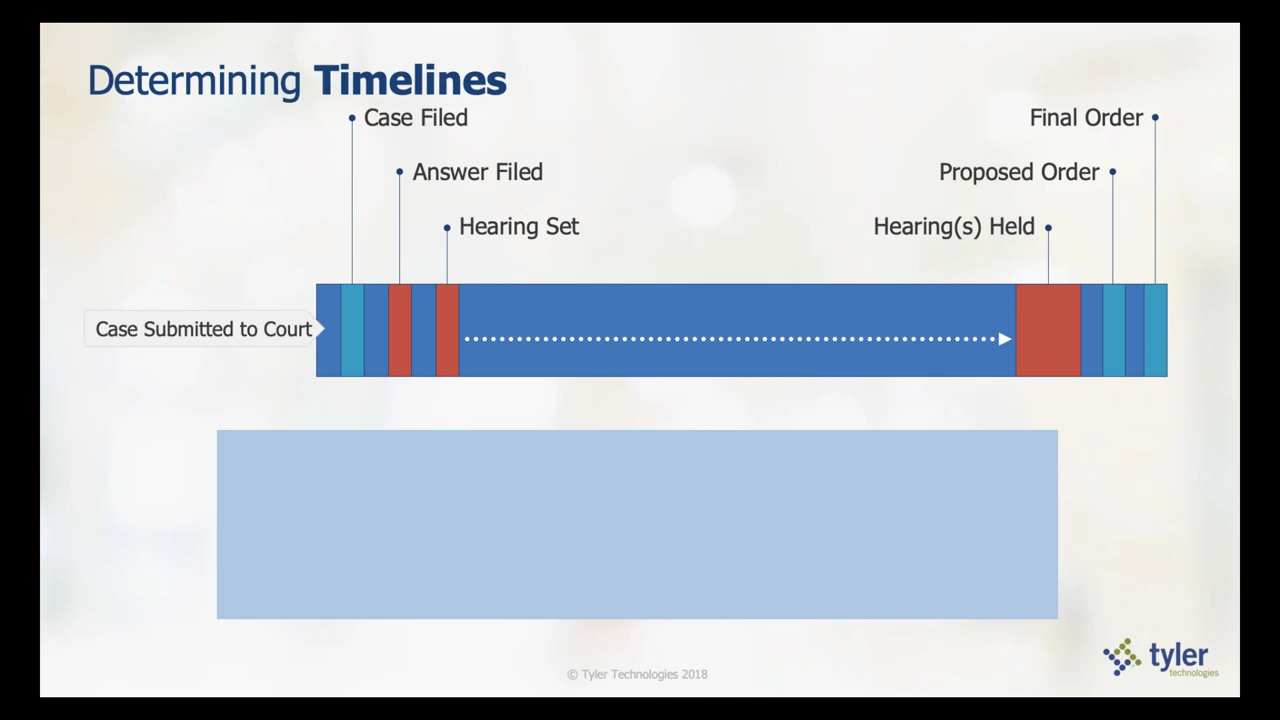 Determining Timelines
Case Filed
Final Order
Answer Filed
Proposed Order
Hearing Set
Hearing(s) Held
Case Submitted to Court
© Tyler Technologies 2018
tyler
technologies